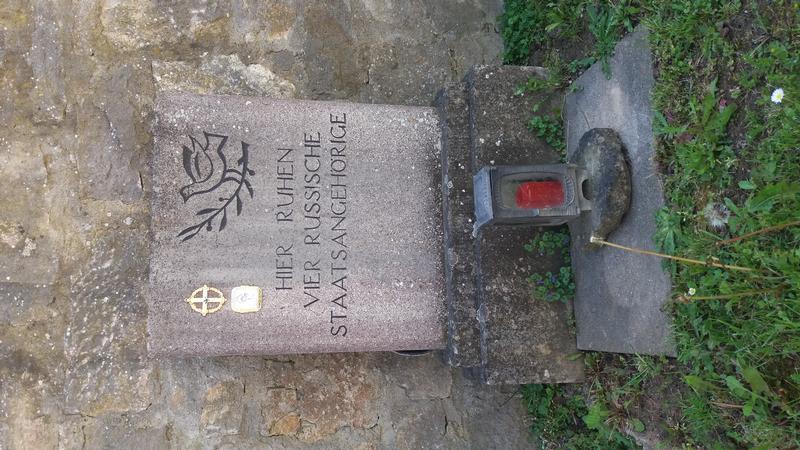 HIER RUHEN
VIER RUSSISCHE
STAATSANGEHÖRIGE